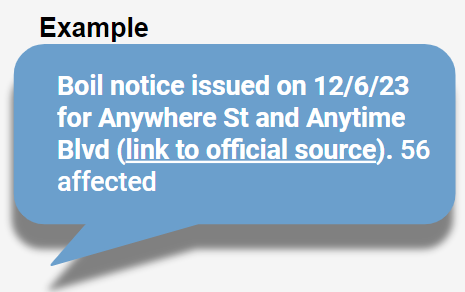 Example
Boil notice issued on 12/6/23
for Anywhere St and Anytime
Blvd (link to official source). 56
affected